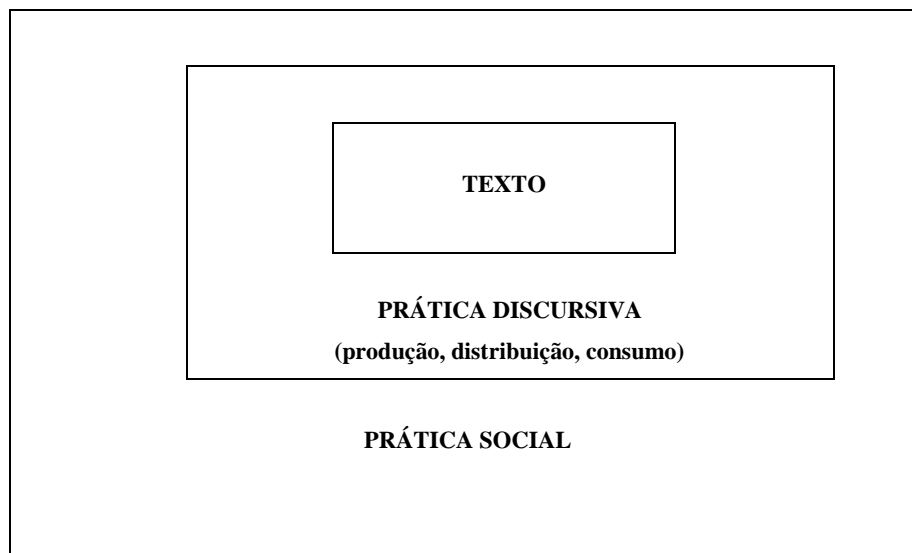 TEXTO
PRÁTICA DISCURSIVA
(produção, distribuição, consumo)
PRÁTICA SOCIAL